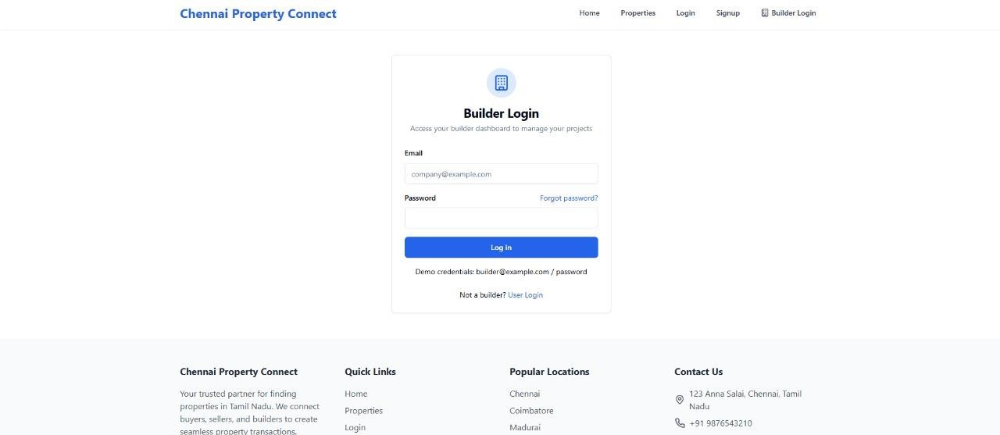 Chennai Property Connect
Home
Properties
Login
Signup
Builder Login
Builder Login
Access your builder dashboard to manage your projects
Email
company@example.com
Password
Forgot password?
Log in
Demo credentials: builder@example.com / password
Not a builder? User Login
Chennai Property Connect
Your trusted partner for finding
properties in Tamil Nadu. We connect
buyers, sellers, and builders to create
seamless property transactions.
Quick Links
Home
Properties
Login
Popular Locations
Chennai
Coimbatore
Madurai
Contact Us
123 Anna Salai, Chennai, Tamil
Nadu
+91 9876543210